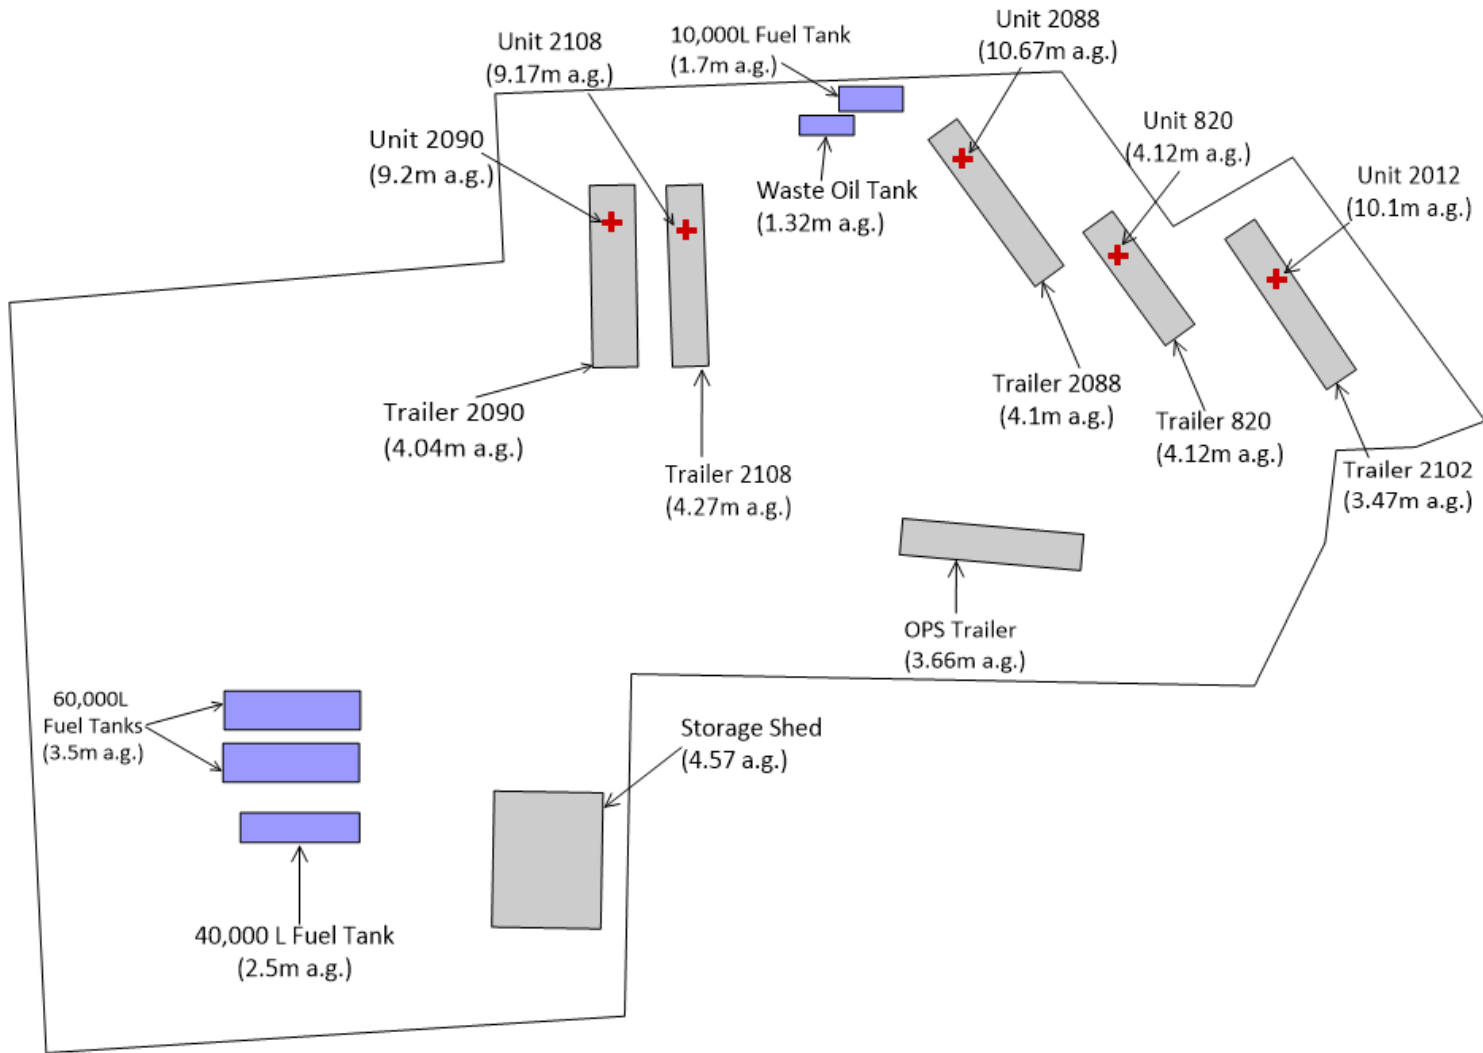 Unit 2108
(9.17m a.g.)
10,000L Fuel Tank
(1.7m a.g.)
Unit 2088
(10.67m a.g.)
Unit 820
(4.12m a.g.)
Unit 2090
(9.2m a.g.)
Waste Oil Tank
(1.32m a.g.)
Unit 2012
(10.1m a.g.)
Trailer 2090
(4.04m a.g.)
Trailer 2108
(4.27m a.g.)
Trailer 2088
(4.1m a.g.)
Trailer 820
(4.12m a.g.)
Trailer 2102
(3.47m a.g.)
OPS Trailer
(3.66m a.g.)
60,000L
Fuel Tanks
(3.5m a.g.)
Storage Shed
(4.57 a.g.)
40,000 L Fuel Tank
(2.5m a.g.)